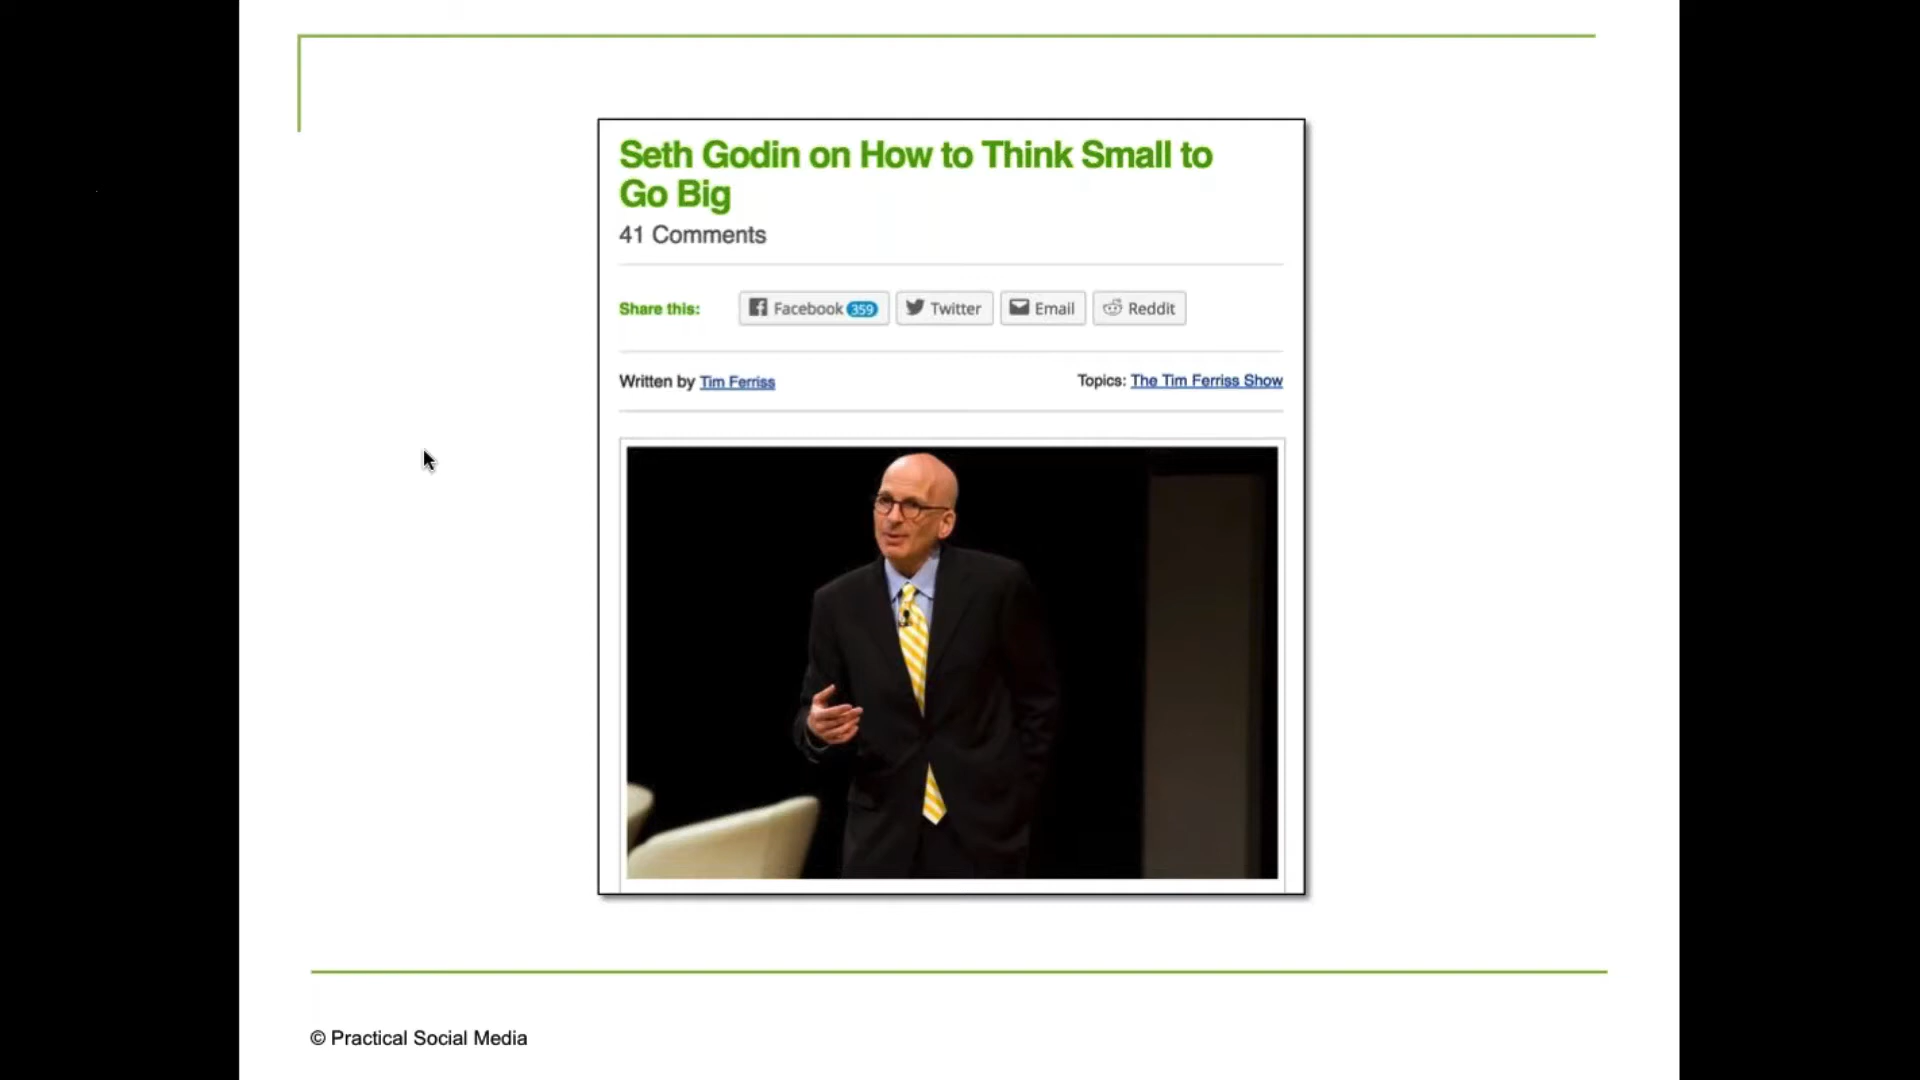 Seth Godin on How to Think Small to
Go Big
41 Comments
Share this: Facebook 359 Twitter Email Reddit
Written by Tim Ferriss Topics: The Tim Ferriss Show
© Practical Social Media